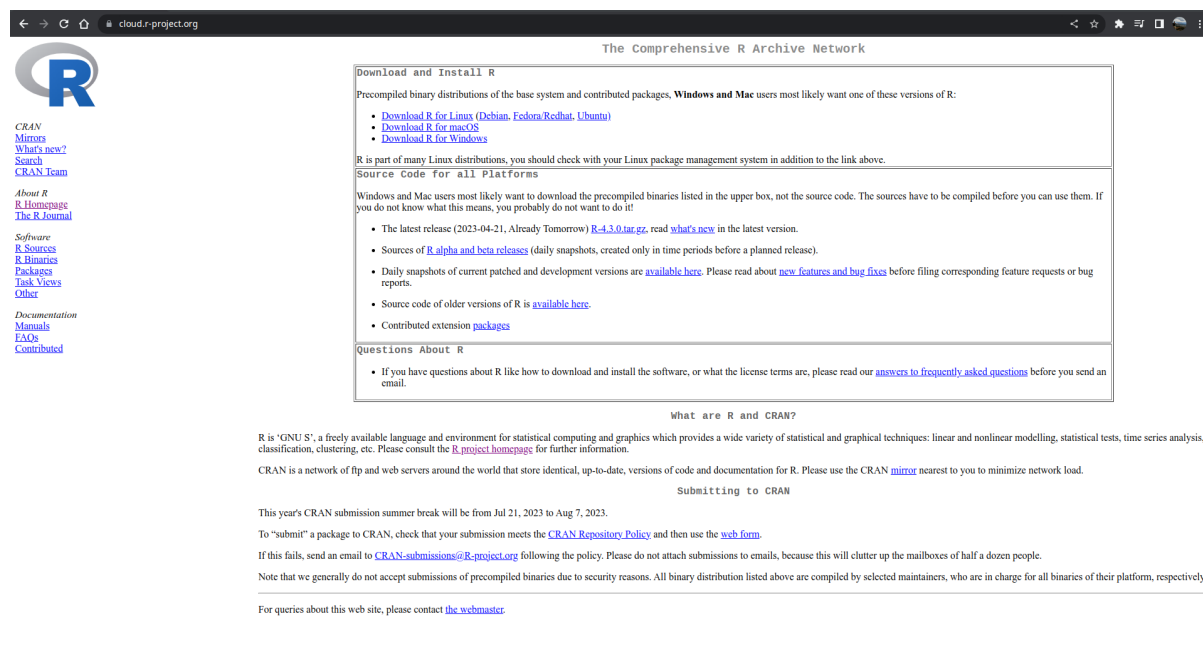 cloud.r-project.org
R
CRAN
Mirrors
What's new?
Search
CRAN Team
About R
R Homepage
The R Journal
Software
R Sources
R Binaries
Packages
Task Views
Other
Documentation
Manuals
FAQs
Contributed
The Comprehensive R Archive Network
Download and Install R
Precompiled binary distributions of the base system and contributed packages, Windows and Mac users most likely want one of these versions of R:
• Download R for Linux (Debian, Fedora/Redhat, Ubuntu)
• Download R for macOS
• Download R for Windows
R is part of many Linux distributions, you should check with your Linux package management system in addition to the link above.
Source Code for all Platforms
Windows and Mac users most likely want to download the precompiled binaries listed in the upper box, not the source code. The sources have to be compiled before you can use them. If
you do not know what this means, you probably do not want to do it!
• The latest release (2023-04-21, Already Tomorrow) R-4.3.0.tar.gz, read what's new in the latest version.
• Sources of R alpha and beta releases (daily snapshots, created only in time periods before a planned release).
• Daily snapshots of current patched and development versions are available here. Please read about new features and bug fixes before filing corresponding feature requests or bug
reports.
• Source code of older versions of R is available here.
• Contributed extension packages
Questions About R
• If you have questions about R like how to download and install the software, or what the license terms are, please read our answers to frequently asked questions before you send an
email.
What are R and CRAN?
R is ‘GNU S’, a freely available language and environment for statistical computing and graphics which provides a wide variety of statistical and graphical techniques: linear and nonlinear modelling, statistical tests, time series analysis,
classification, clustering, etc. Please consult the R project homepage for further information.
CRAN is a network of ftp and web servers around the world that store identical, up-to-date, versions of code and documentation for R. Please use the CRAN mirror nearest to you to minimize network load.
Submitting to CRAN
This year's CRAN submission summer break will be from Jul 21, 2023 to Aug 7, 2023.
To “submit” a package to CRAN, check that your submission meets the CRAN Repository Policy and then use the web form.
If this fails, send an email to CRAN-submissions@R-project.org following the policy. Please do not attach submissions to emails, because this will clutter up the mailboxes of half a dozen people.
Note that we generally do not accept submissions of precompiled binaries due to security reasons. All binary distribution listed above are compiled by selected maintainers, who are in charge for all binaries of their platform, respectively
For queries about this web site, please contact the webmaster.